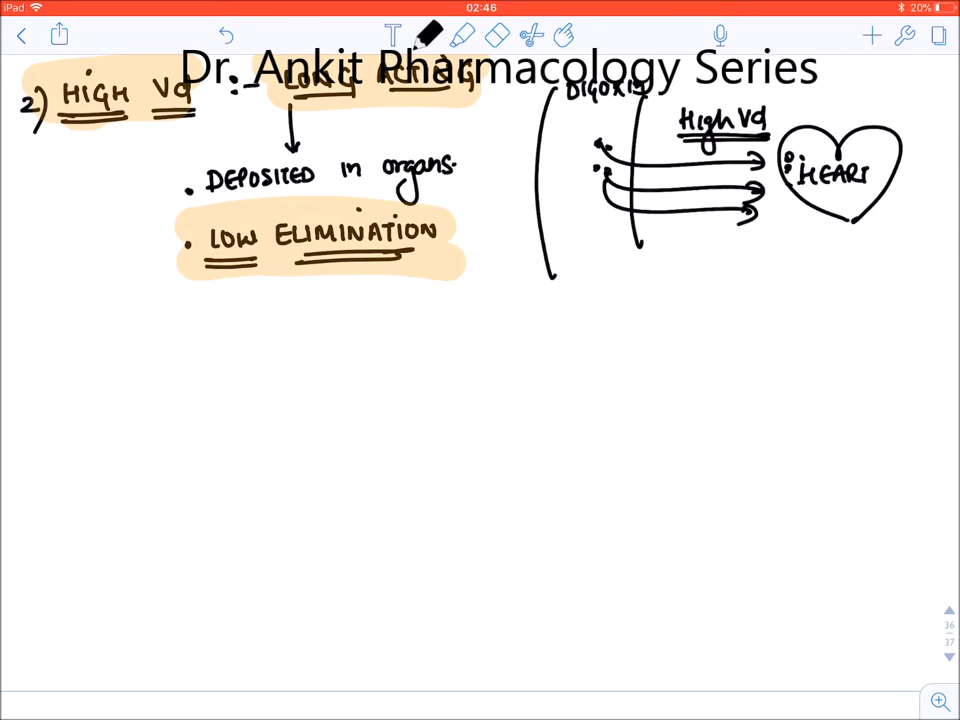 iPad 02:46 20%
T
Dr. Ankit Pharmacology Series
2) HIGH Vd :- LONG ACTING
DIGOXIN
High Vd
HEART
• DEPOSITED in organs.
• LOW ELIMINATION
36
37